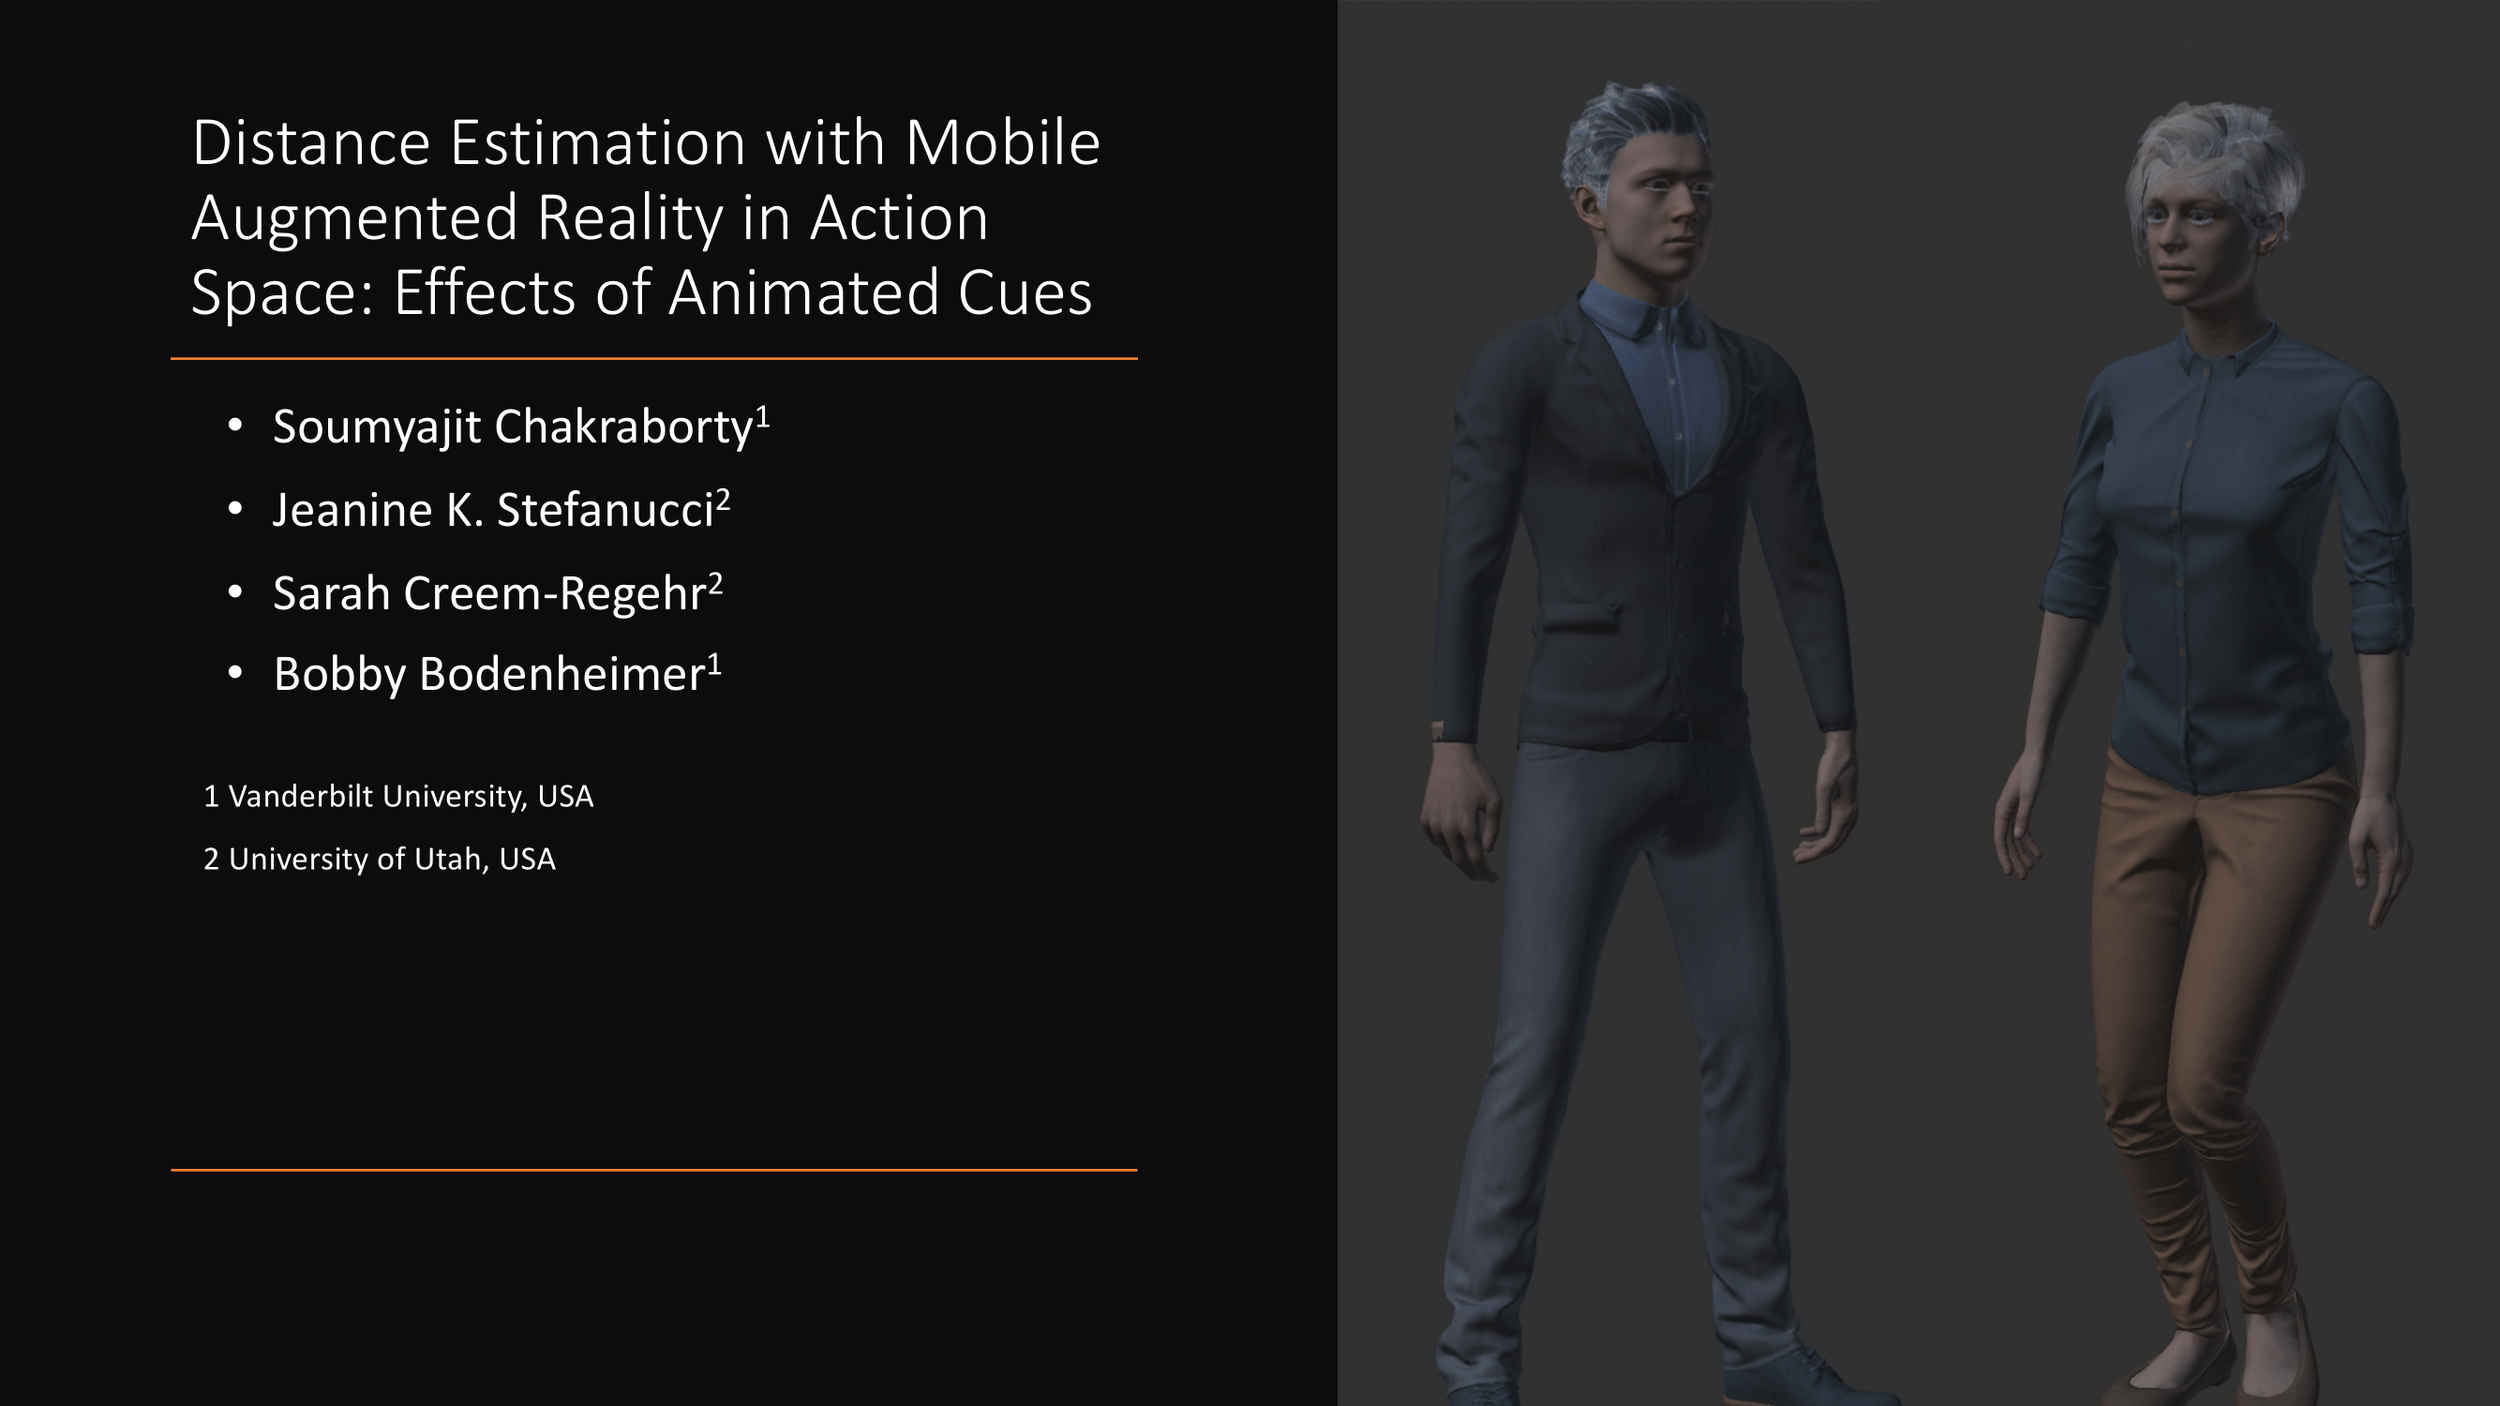 Distance Estimation with Mobile
Augmented Reality in Action
Space: Effects of Animated Cues
• Soumyajit Chakraborty¹
• Jeanine K. Stefanucci²
• Sarah Creem-Regehr²
• Bobby Bodenheimer¹
1 Vanderbilt University, USA
2 University of Utah, USA